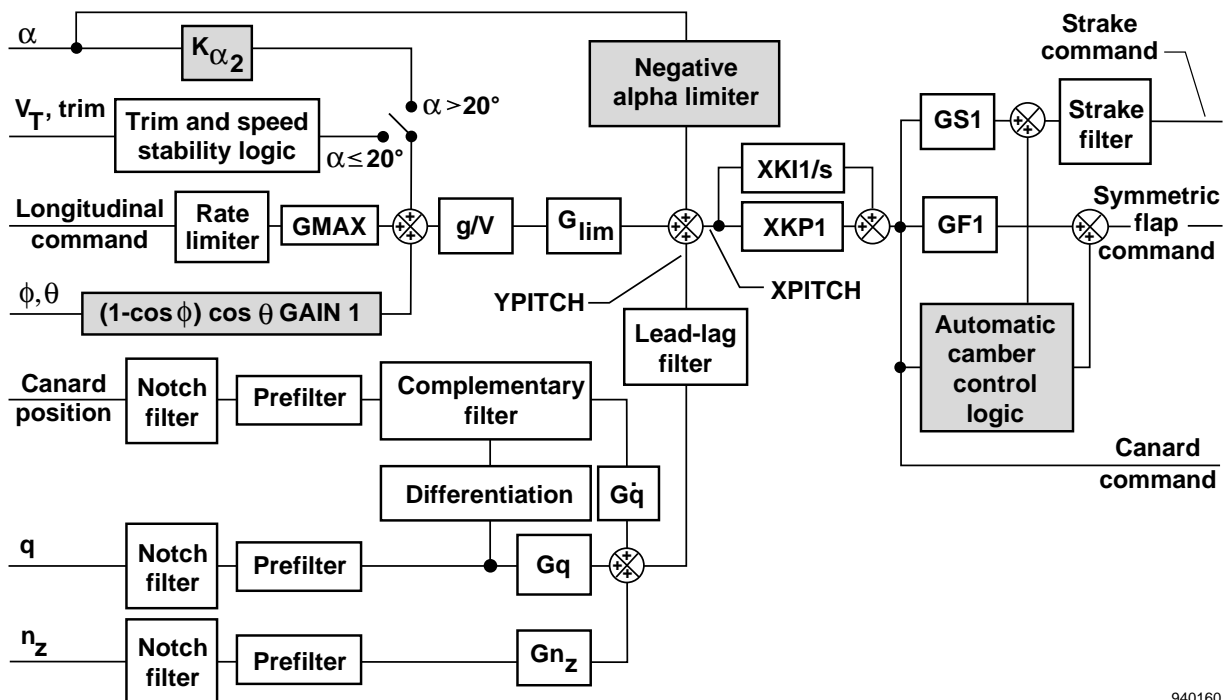 α
K α2
α > 20°
VT, trim
Trim and speed
stability logic
α ≤ 20°
Longitudinal
command
Rate
limiter
GMAX
+
+
+
g/V
Glim
ϕ,θ
(1-cos ϕ) cos θ GAIN 1
Negative
alpha limiter
+
+
+
YPITCH
XPITCH
Lead-lag
filter
XKI1/s
XKP1
+
+
GS1
+
+
Strake
filter
Strake
command
GF1
+
+
Symmetric
flap
command
Automatic
camber
control
logic
Canard
command
Canard
position
Notch
filter
Prefilter
Complementary
filter
Differentiation
Gq̇
q
Notch
filter
Prefilter
Gq
+
+
+
nz
Notch
filter
Prefilter
Gnz
940160